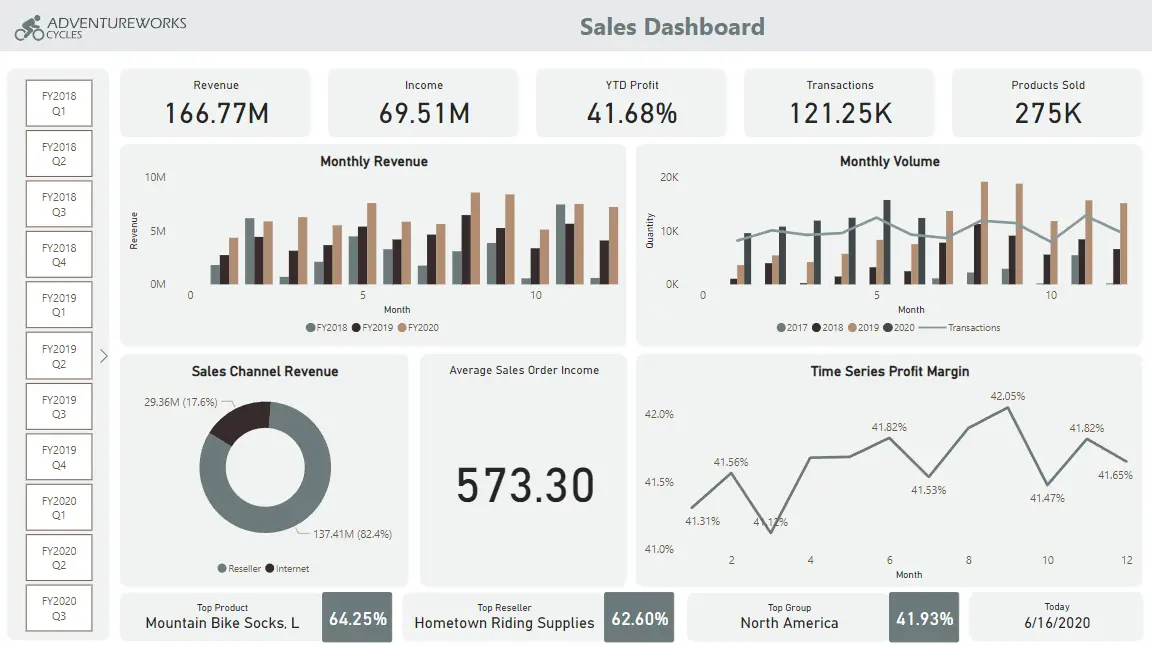 ADVENTUREWORKS
CYCLES
Sales Dashboard
FY2018
Q1
FY2018
Q2
FY2018
Q3
FY2018
Q4
FY2019
Q1
FY2019
Q2
FY2019
Q3
FY2019
Q4
FY2020
Q1
FY2020
Q2
FY2020
Q3
Revenue
166.77M
Income
69.51M
YTD Profit
41.68%
Transactions
121.25K
Products Sold
275K
Monthly Revenue
10M
5M
0M
Revenue
0
5
10
Month
FY2018 FY2019 FY2020
Monthly Volume
20K
10K
0K
Quantity
0
5
10
Month
2017 2018 2019 2020 Transactions
Sales Channel Revenue
29.36M (17.6%)
137.41M (82.4%)
Reseller Internet
Average Sales Order Income
573.30
Time Series Profit Margin
42.0%
41.5%
41.0%
41.31%
41.56%
41.12%
41.82%
41.53%
42.05%
41.47%
41.82%
41.65%
2
4
6
8
10
12
Month
Top Product
Mountain Bike Socks, L
64.25%
Top Reseller
Hometown Riding Supplies
62.60%
Top Group
North America
41.93%
Today
6/16/2020